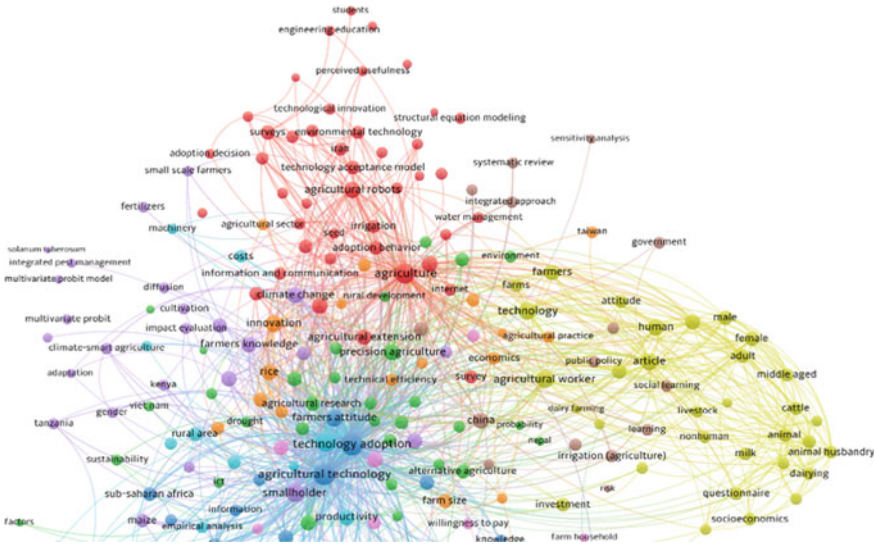 students
engineering education
perceived usefulness
technological innovation
structural equation modeling
surveys
environmental technology
sensitivity analysis
iran
adoption decision
technology acceptance model
systematic review
small scale farmers
agricultural robots
integrated approach
fertilizers
water management
machinery
agricultural sector
irrigation
seed
taiwan
solanum tuberosum
adoption behavior
government
costs
environment
integrated pest management
information and communication
agriculture
farmers
multivariate probit model
diffusion
climate change
rural development
internet
farms
cultivation
technology
attitude
multivariate probit
impact evaluation
innovation
human
male
climate-smart agriculture
farmers knowledge
agricultural extension
agricultural practice
female
precision agriculture
economics
public policy
article
adult
adaptation
rice
kenya
technical efficiency
survey
agricultural worker
social learning
middle aged
tanzania
gender
viet nam
agricultural research
dairy farming
livestock
cattle
drought
farmers attitude
china
probability
learning
rural area
technology adoption
nepal
nonhuman
animal
sustainability
alternative agriculture
irrigation (agriculture)
milk
animal husbandry
ict
agricultural technology
risk
dairying
sub-saharan africa
smallholder
farm size
questionnaire
information
investment
factors
maize
empirical analysis
productivity
willingness to pay
socioeconomics
knowledge
farm household